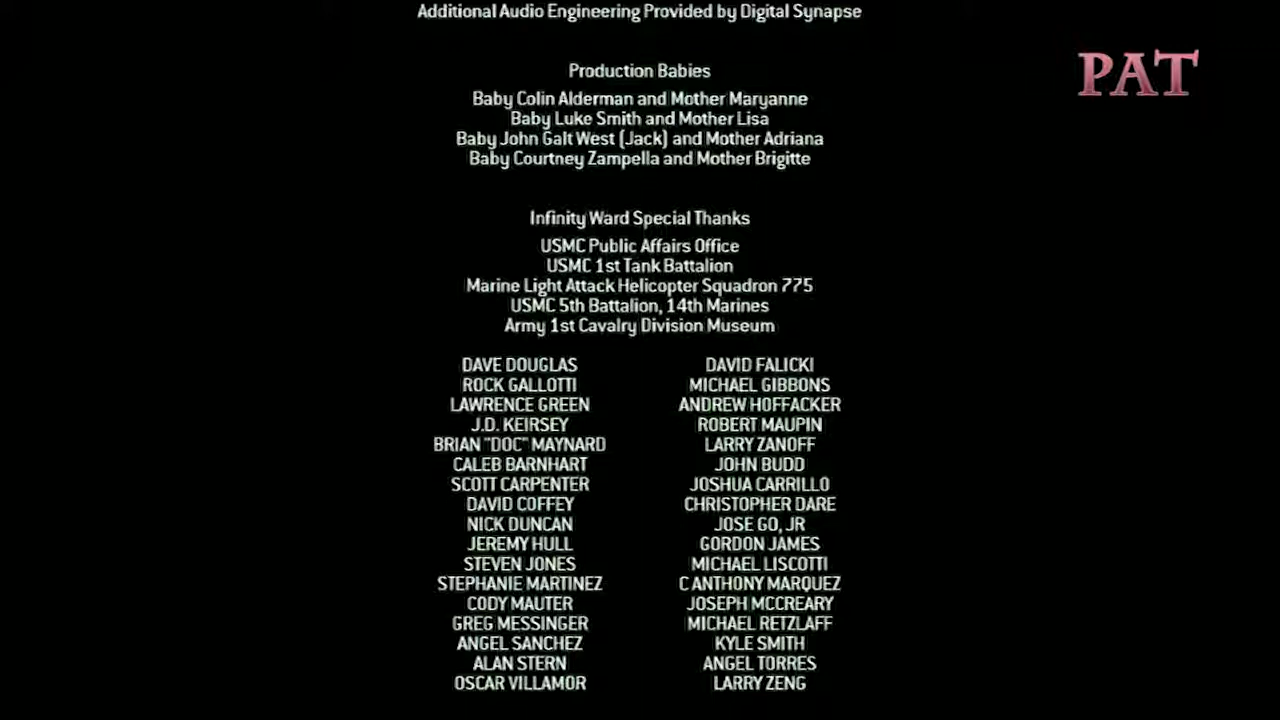 Additional Audio Engineering Provided by Digital Synapse
PAT
Production Babies
Baby Colin Alderman and Mother Maryanne
Baby Luke Smith and Mother Lisa
Baby John Galt West (Jack) and Mother Adriana
Baby Courtney Zampella and Mother Brigitte
Infinity Ward Special Thanks
USMC Public Affairs Office
USMC 1st Tank Battalion
Marine Light Attack Helicopter Squadron 775
USMC 5th Battalion, 14th Marines
Army 1st Cavalry Division Museum
DAVE DOUGLAS DAVID FALICKI
ROCK GALLOTTI MICHAEL GIBBONS
LAWRENCE GREEN ANDREW HOFFACKER
J.D. KEIRSEY ROBERT MAUPIN
BRIAN "DOC" MAYNARD LARRY ZANOFF
CALEB BARNHART JOHN BUDD
SCOTT CARPENTER JOSHUA CARRILLO
DAVID COFFEY CHRISTOPHER DARE
NICK DUNCAN JOSE GO, JR
JEREMY HULL GORDON JAMES
STEVEN JONES MICHAEL LISCOTTI
STEPHANIE MARTINEZ C ANTHONY MARQUEZ
CODY MAUTER JOSEPH MCCREARY
GREG MESSINGER MICHAEL RETZLAFF
ANGEL SANCHEZ KYLE SMITH
ALAN STERN ANGEL TORRES
OSCAR VILLAMOR LARRY ZENG